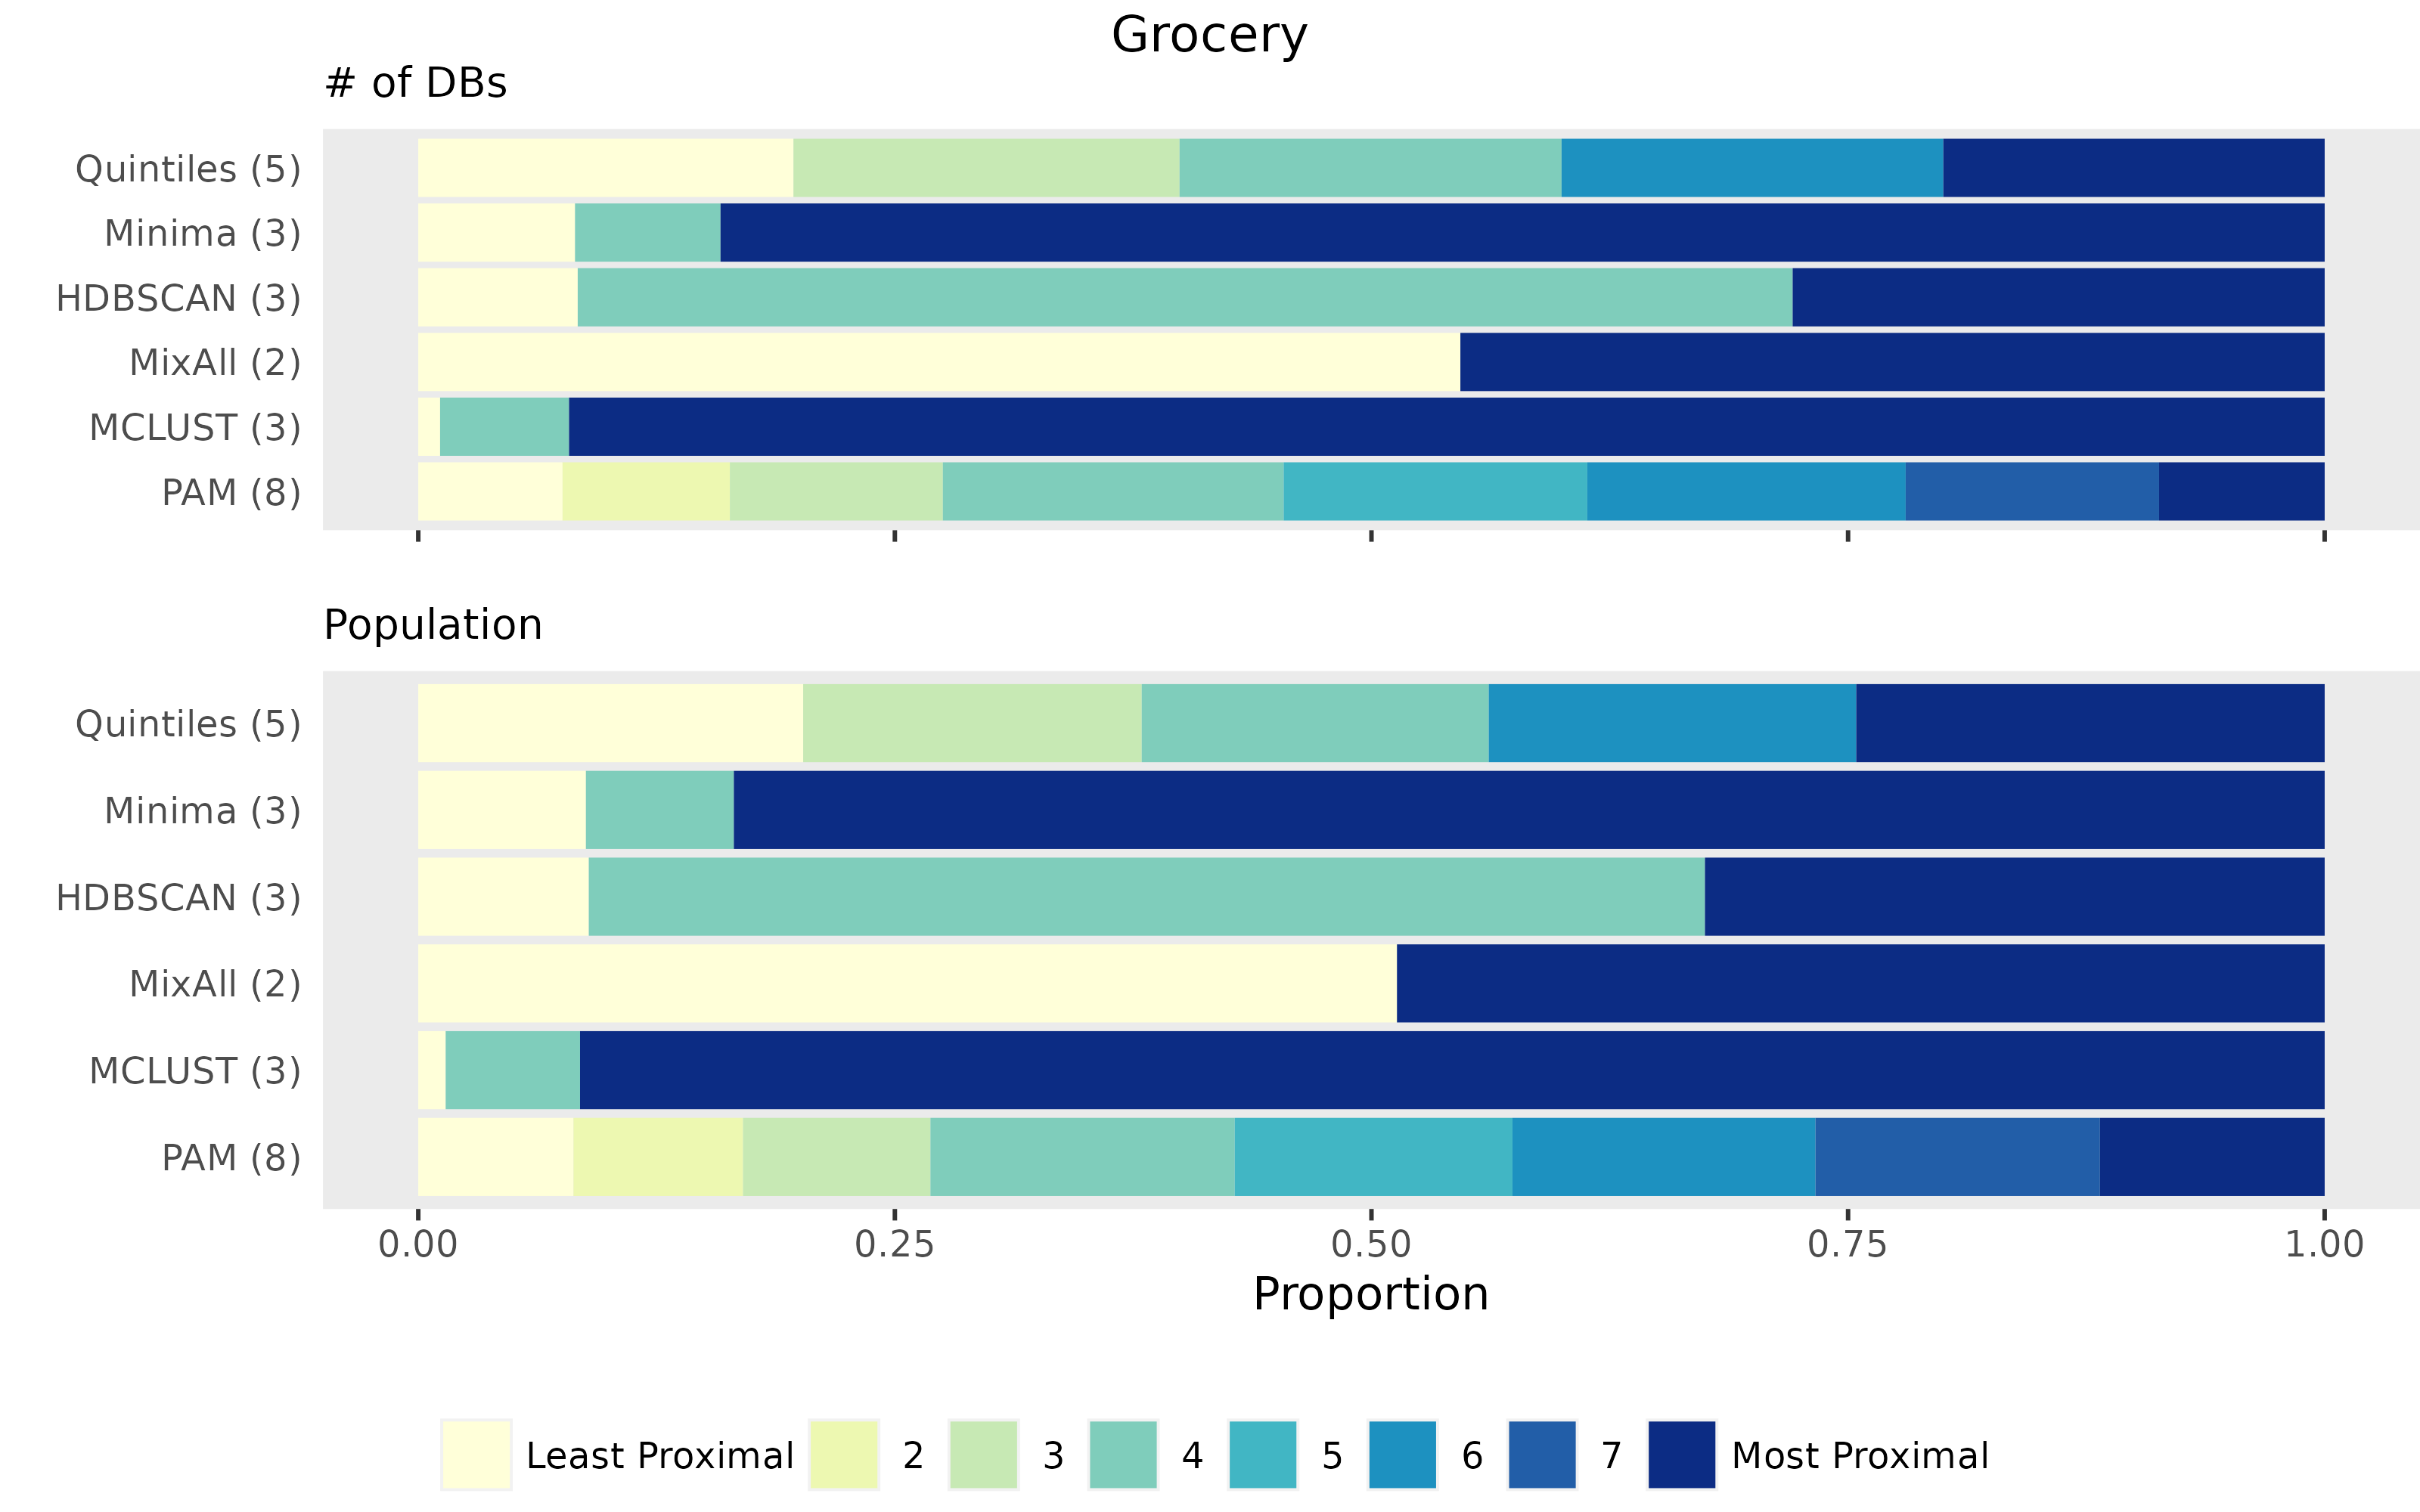 Grocery
# of DBs
Quintiles (5)
Minima (3)
HDBSCAN (3)
MixAll (2)
MCLUST (3)
PAM (8)
Population
Quintiles (5)
Minima (3)
HDBSCAN (3)
MixAll (2)
MCLUST (3)
PAM (8)
0.00 0.25 0.50 0.75 1.00
Proportion
Least Proximal 2 3 4 5 6 7 Most Proximal